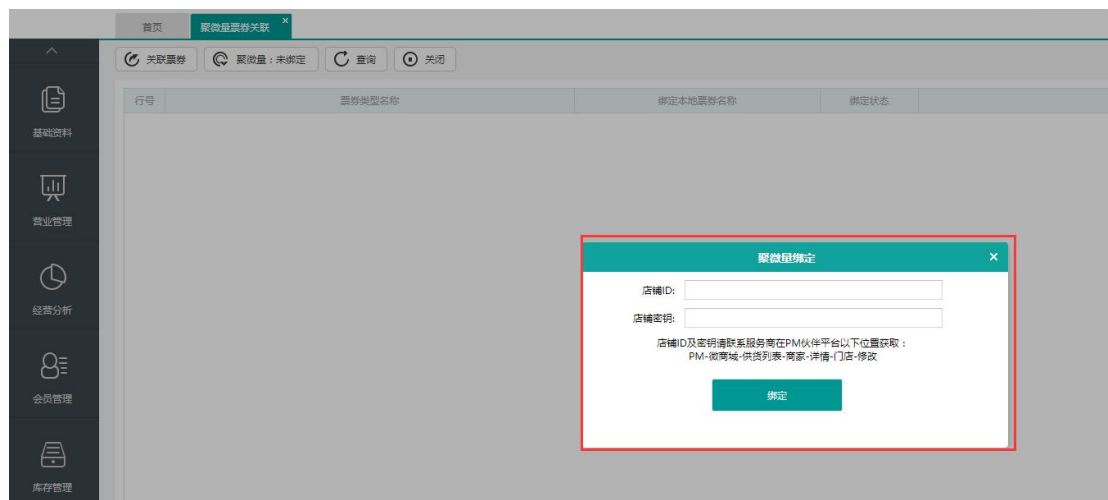 首页
聚微量票券关联
关联票券
聚微量：未绑定
查询
关闭
行号
票券类型名称
绑定本地票券名称
绑定状态
基础资料
营业管理
经营分析
会员管理
库存管理
聚微量绑定
店铺ID:
店铺密钥:
店铺ID及密钥请联系服务商在PM伙伴平台以下位置获取：
PM-微商城-供货列表-商家-详情-门店-修改
绑定